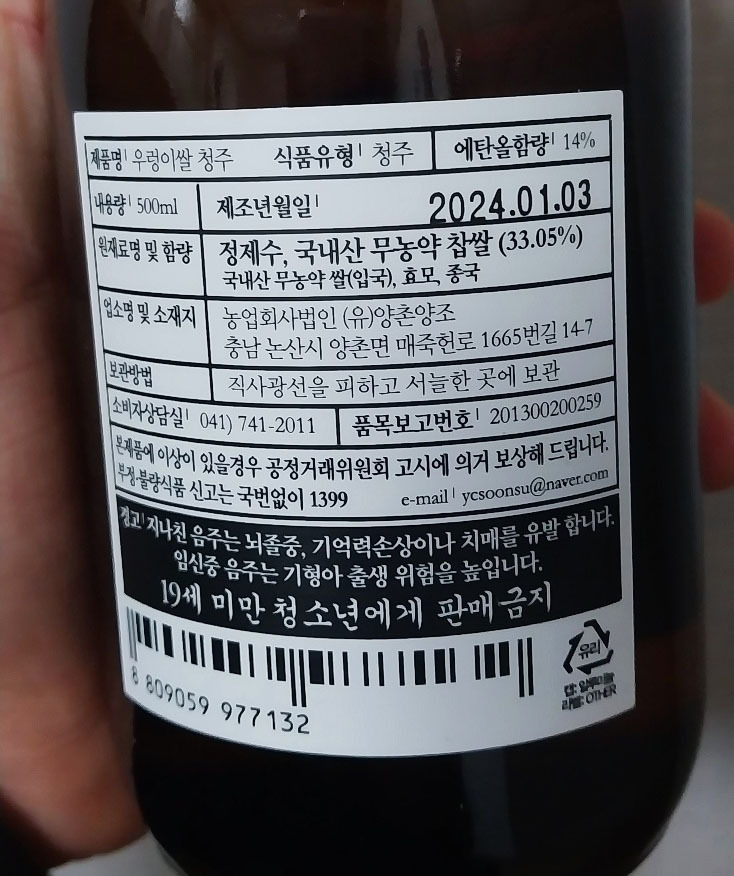 제품명 우렁이쌀 청주 식품유형 청주 에탄올함량 14%
내용량 500ml 제조년월일 2024.01.03
원재료명 및 함량 정제수, 국내산 무농약 찹쌀 (33.05%)
국내산 무농약 쌀(입국), 효모, 종국
업소명 및 소재지 농업회사법인 (유)양촌양조
충남 논산시 양촌면 매죽헌로 1665번길 14-7
보관방법 직사광선을 피하고 서늘한 곳에 보관
소비자상담실 041) 741-2011 품목보고번호 201300200259
본제품에 이상이 있을경우 공정거래위원회 고시에 의거 보상해 드립니다.
부정·불량식품 신고는 국번없이 1399 e-mail ycsoonsu@naver.com
경고 지나친 음주는 뇌졸중, 기억력손상이나 치매를 유발 합니다.
임신중 음주는 기형아 출생 위험을 높입니다.
19세 미만 청소년에게 판매 금지
유리
캡: 알루미늄
라벨: OTHER
8 809059 977132